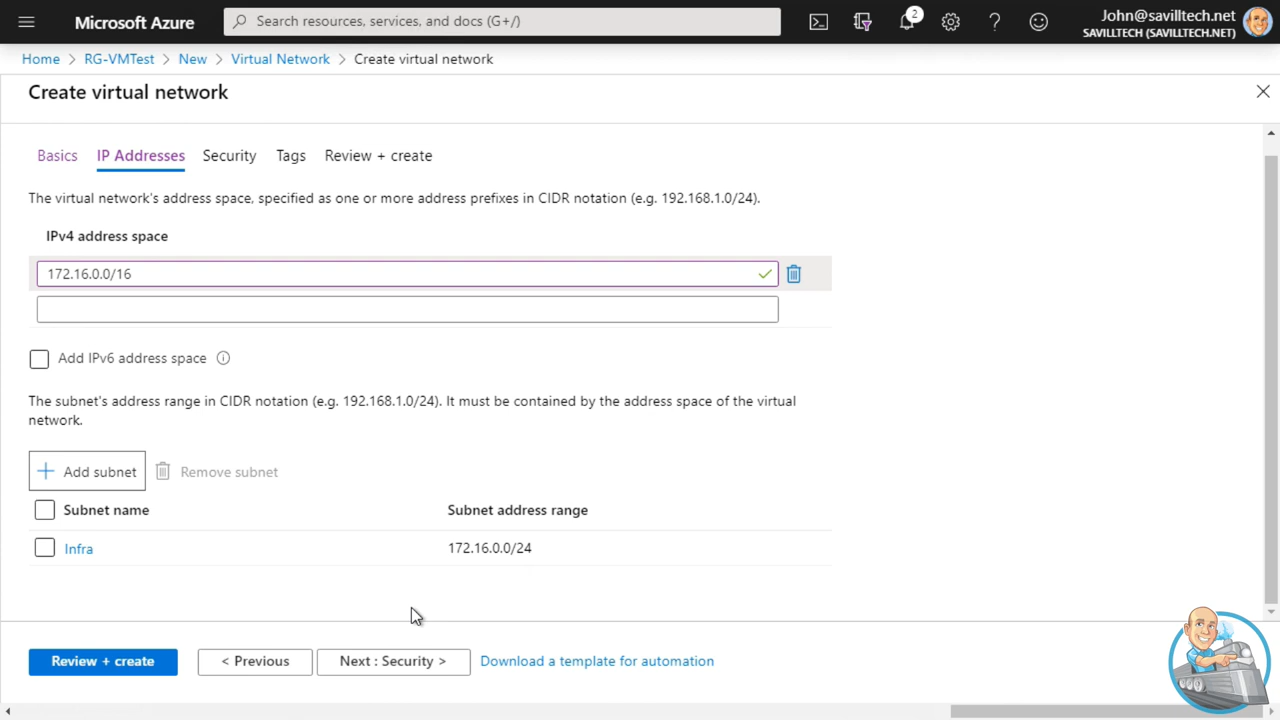 Microsoft Azure
Search resources, services, and docs (G+/)
2
John@savilltech.net
SAVILLTECH (SAVILLTECH.NET)
Home > RG-VMTest > New > Virtual Network > Create virtual network
Create virtual network
Basics IP Addresses Security Tags Review + create
The virtual network's address space, specified as one or more address prefixes in CIDR notation (e.g. 192.168.1.0/24).
IPv4 address space
172.16.0.0/16
Add IPv6 address space
The subnet's address range in CIDR notation (e.g. 192.168.1.0/24). It must be contained by the address space of the virtual
network.
Add subnet Remove subnet
Subnet name Subnet address range
Infra 172.16.0.0/24
Review + create < Previous Next : Security > Download a template for automation